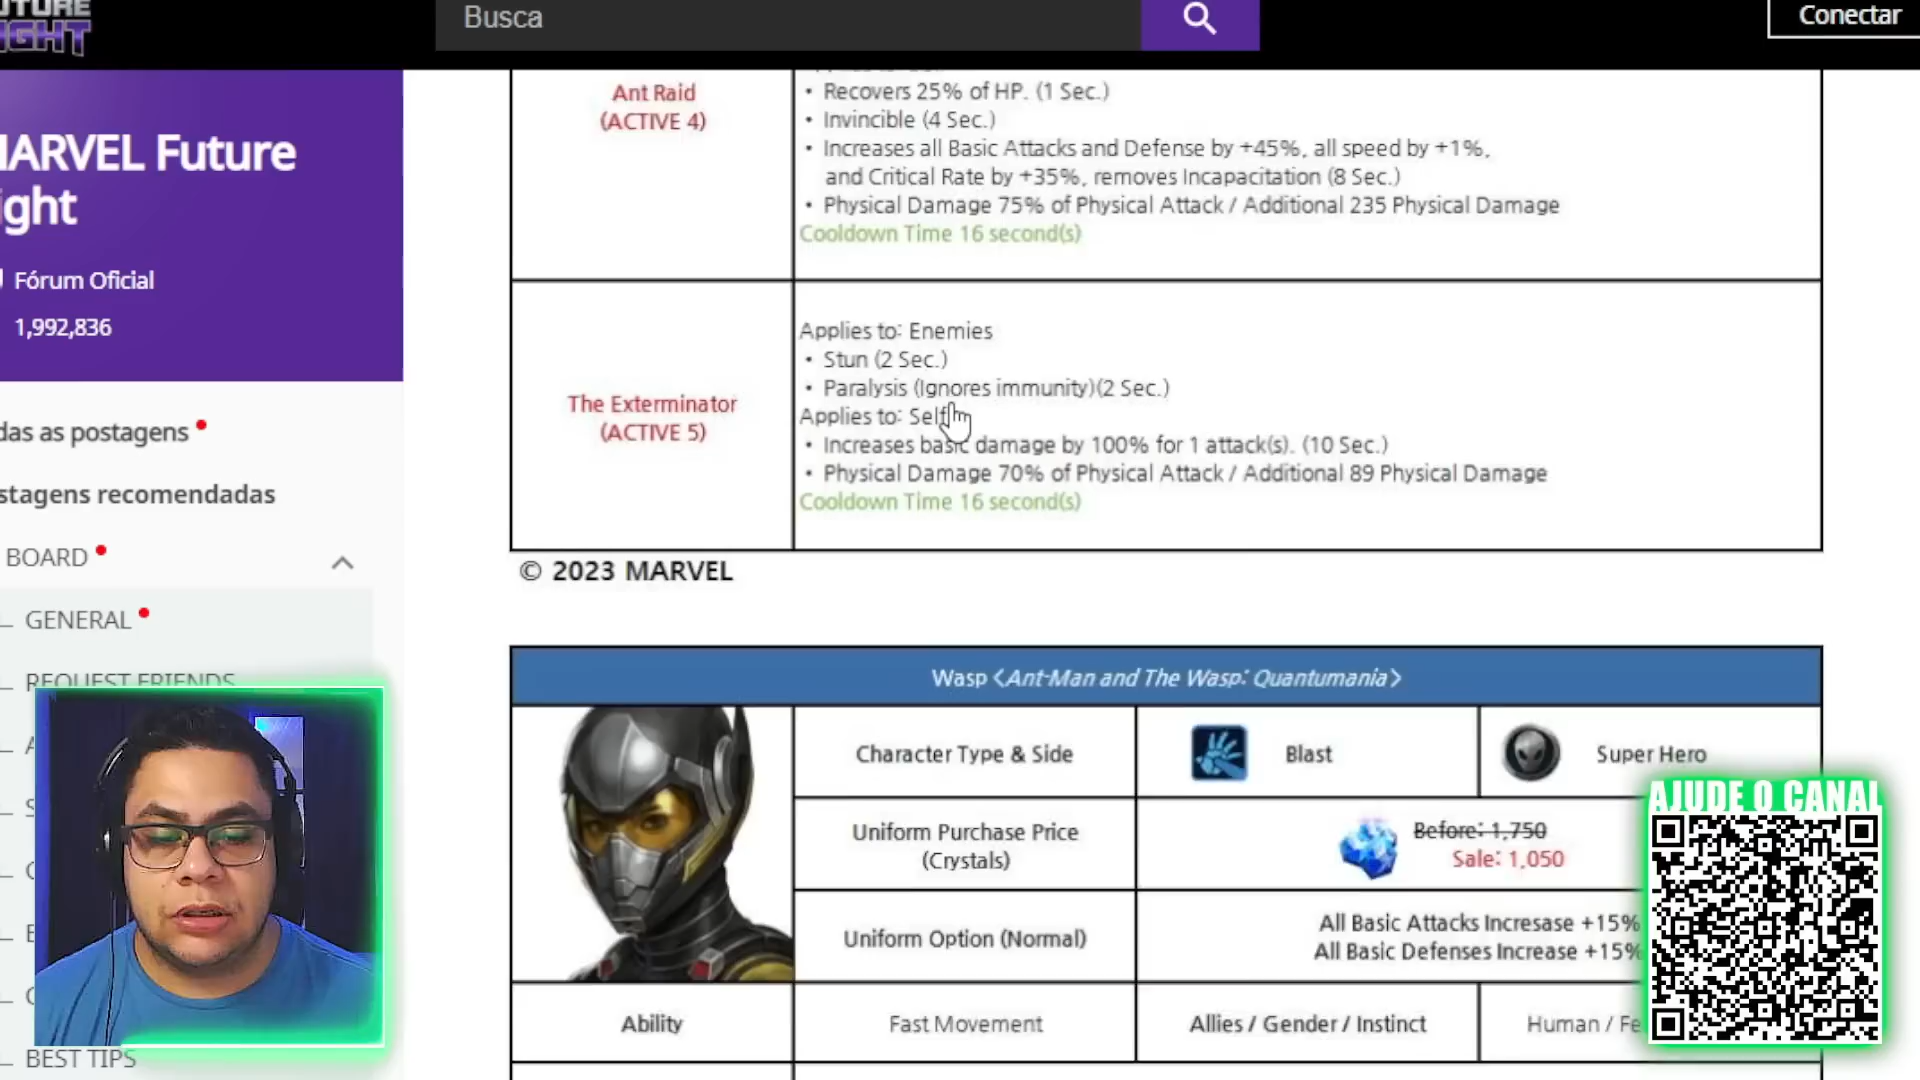 Busca
Conectar
MARVEL Future
Fórum Oficial
1,992,836
as postagens
recomendadas
BOARD
GENERAL
REQUEST FRIENDS
BEST TIPS
Ant Raid
(ACTIVE 4)
• Recovers 25% of HP. (1 Sec.)
• Invincible (4 Sec.)
• Increases all Basic Attacks and Defense by +45%, all speed by +1%,
and Critical Rate by +35%, removes Incapacitation (8 Sec.)
• Physical Damage 75% of Physical Attack / Additional 235 Physical Damage
Cooldown Time 16 second(s)
The Exterminator
(ACTIVE 5)
Applies to: Enemies
• Stun (2 Sec.)
• Paralysis (Ignores immunity)(2 Sec.)
Applies to: Self
• Increases basic damage by 100% for 1 attack(s). (10 Sec.)
• Physical Damage 70% of Physical Attack / Additional 89 Physical Damage
Cooldown Time 16 second(s)
© 2023 MARVEL
Wasp <Ant-Man and The Wasp: Quantumania>
Character Type & Side
Blast
Super Hero
Uniform Purchase Price
(Crystals)
Before: 1,750
Sale: 1,050
Uniform Option (Normal)
All Basic Attacks Incresase +15%
All Basic Defenses Increase +15%
Ability
Fast Movement
Allies / Gender / Instinct
Human /
AJUDE O CANAL